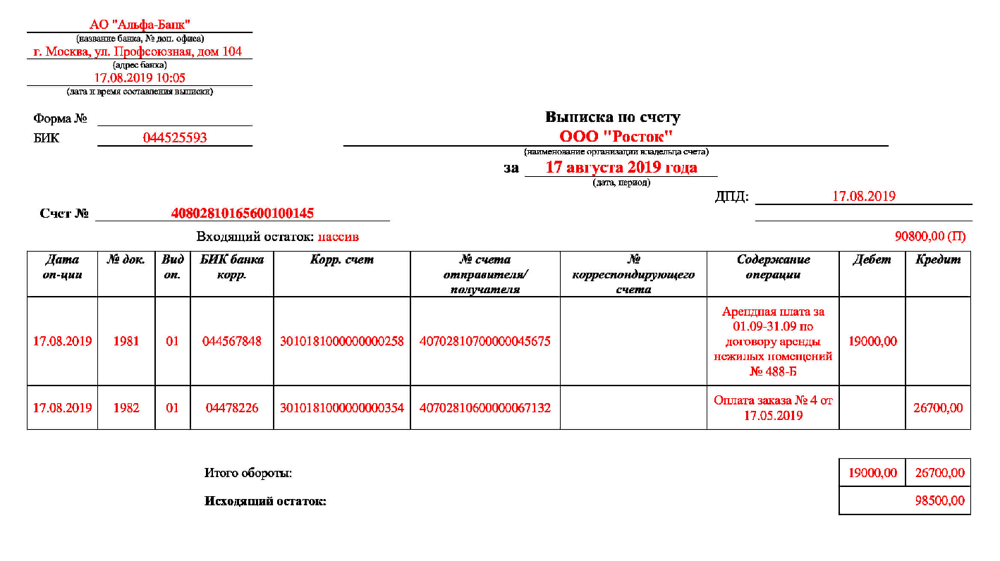 АО "Альфа-Банк"
(название банка, № доп. офиса)
г. Москва, ул. Профсоюзная, дом 104
(адрес банка)
17.08.2019 10:05
(дата и время составления выписки)
Форма №
БИК 044525593
Выписка по счету
ООО "Росток"
(наименование организации владельца счета)
за 17 августа 2019 года
(дата, период)
ДПД: 17.08.2019
Счет № 40802810165600100145
Входящий остаток: пассив 90800,00 (П)
Дата № док. Вид БИК банка Корр. счет № счета № Содержание Дебет Кредит
оп-ции оп. корр. отправителя/ корреспондирующего операции
получателя счета
Арендная плата за
01.09-31.09 по
17.08.2019 1981 01 044567848 3010181000000000258 40702810700000045675 договору аренды 19000,00
нежилых помещений
№ 488-Б
17.08.2019 1982 01 04478226 3010181000000000354 40702810600000067132 Оплата заказа № 4 от 26700,00
17.05.2019
Итого обороты: 19000,00 26700,00
Исходящий остаток: 98500,00